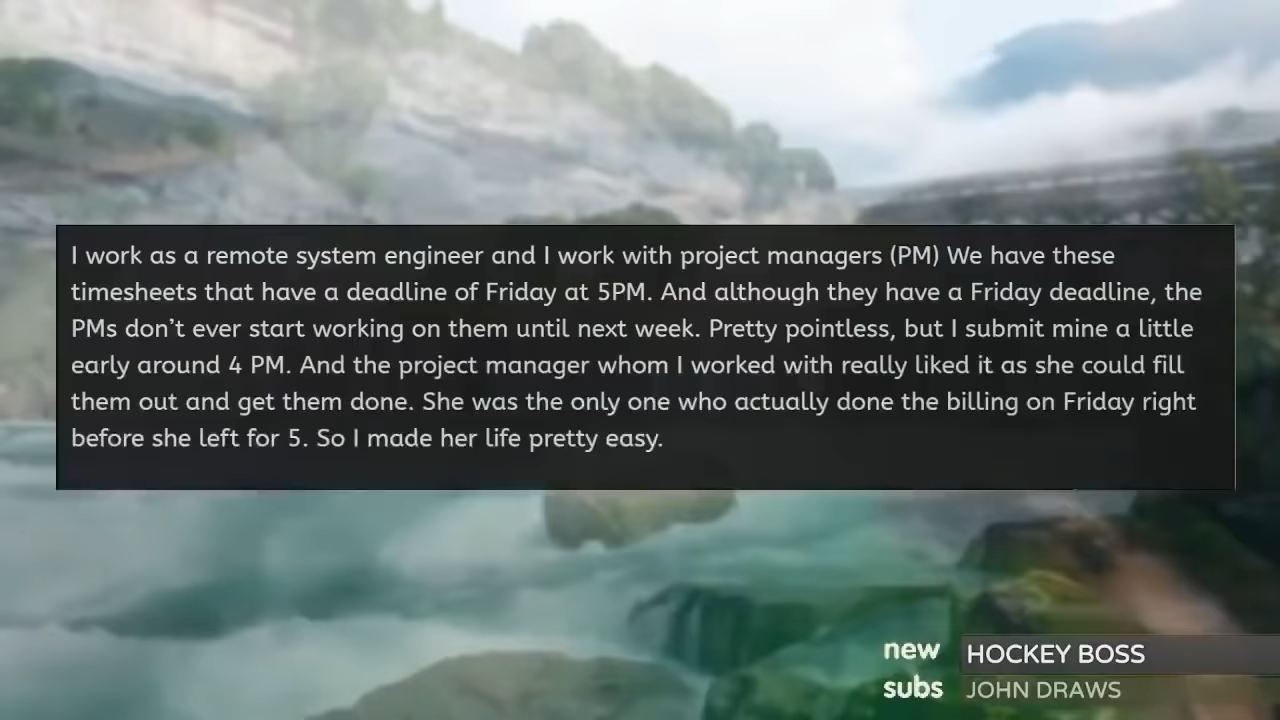 I work as a remote system engineer and I work with project managers (PM) We have these
timesheets that have a deadline of Friday at 5PM. And although they have a Friday deadline, the
PMs don’t ever start working on them until next week. Pretty pointless, but I submit mine a little
early around 4 PM. And the project manager whom I worked with really liked it as she could fill
them out and get them done. She was the only one who actually done the billing on Friday right
before she left for 5. So I made her life pretty easy.
new HOCKEY BOSS
subs JOHN DRAWS